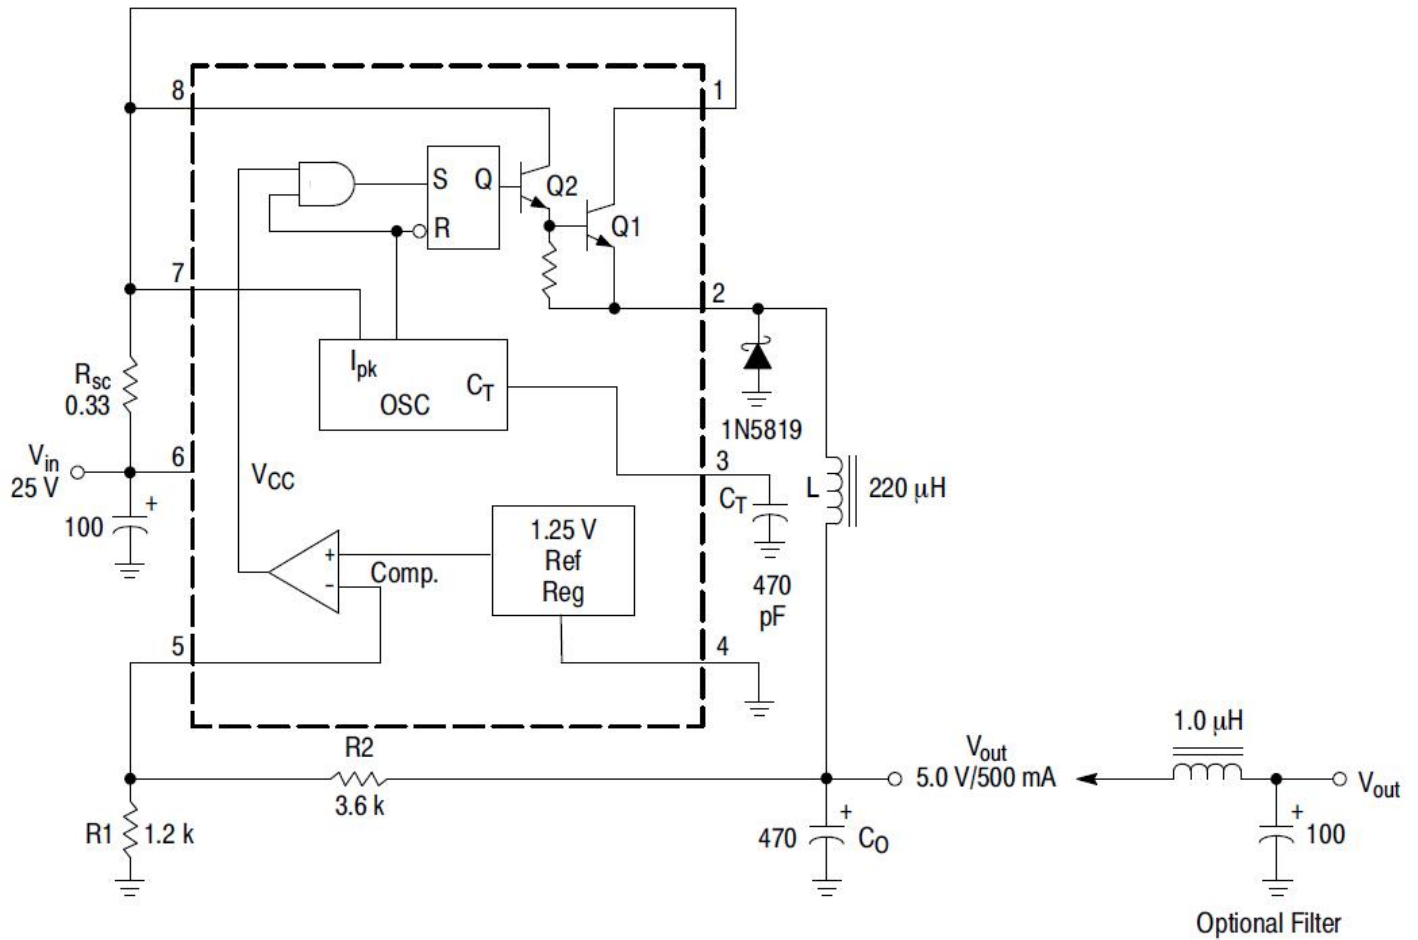 8
1
S Q
Q2
R
Q1
7
2
Ipk
CT
OSC
Rsc
0.33
1N5819
Vin
25 V
6
VCC
3
CT
L
220 µH
+
100
1.25 V
Ref
Reg
+
Comp.
−
470
pF
5
4
R2
3.6 k
R1
1.2 k
Vout
5.0 V/500 mA
1.0 µH
Vout
+
470
CO
+
100
Optional Filter